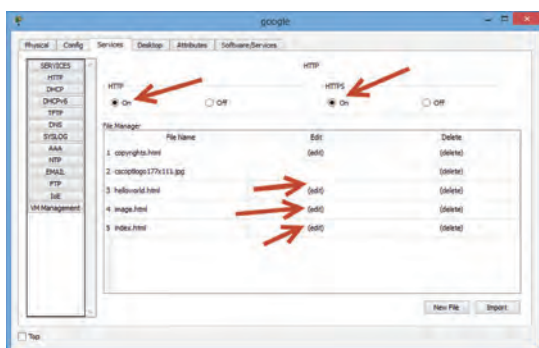 google
Physical Config Services Desktop Attributes Software/Services
SERVICES
HTTP
DHCP
DHCPv6
TFTP
DNS
SYSLOG
AAA
NTP
EMAIL
FTP
IoE
VM Management
HTTP
HTTP
HTTPS
On Off
On Off
File Manager
File Name Edit Delete
1 copyrights.html (edit) (delete)
2 cscoptlogo177x111.jpg (delete)
3 helloworld.html (edit) (delete)
4 image.html (edit) (delete)
5 index.html (edit) (delete)
New File Import
Top